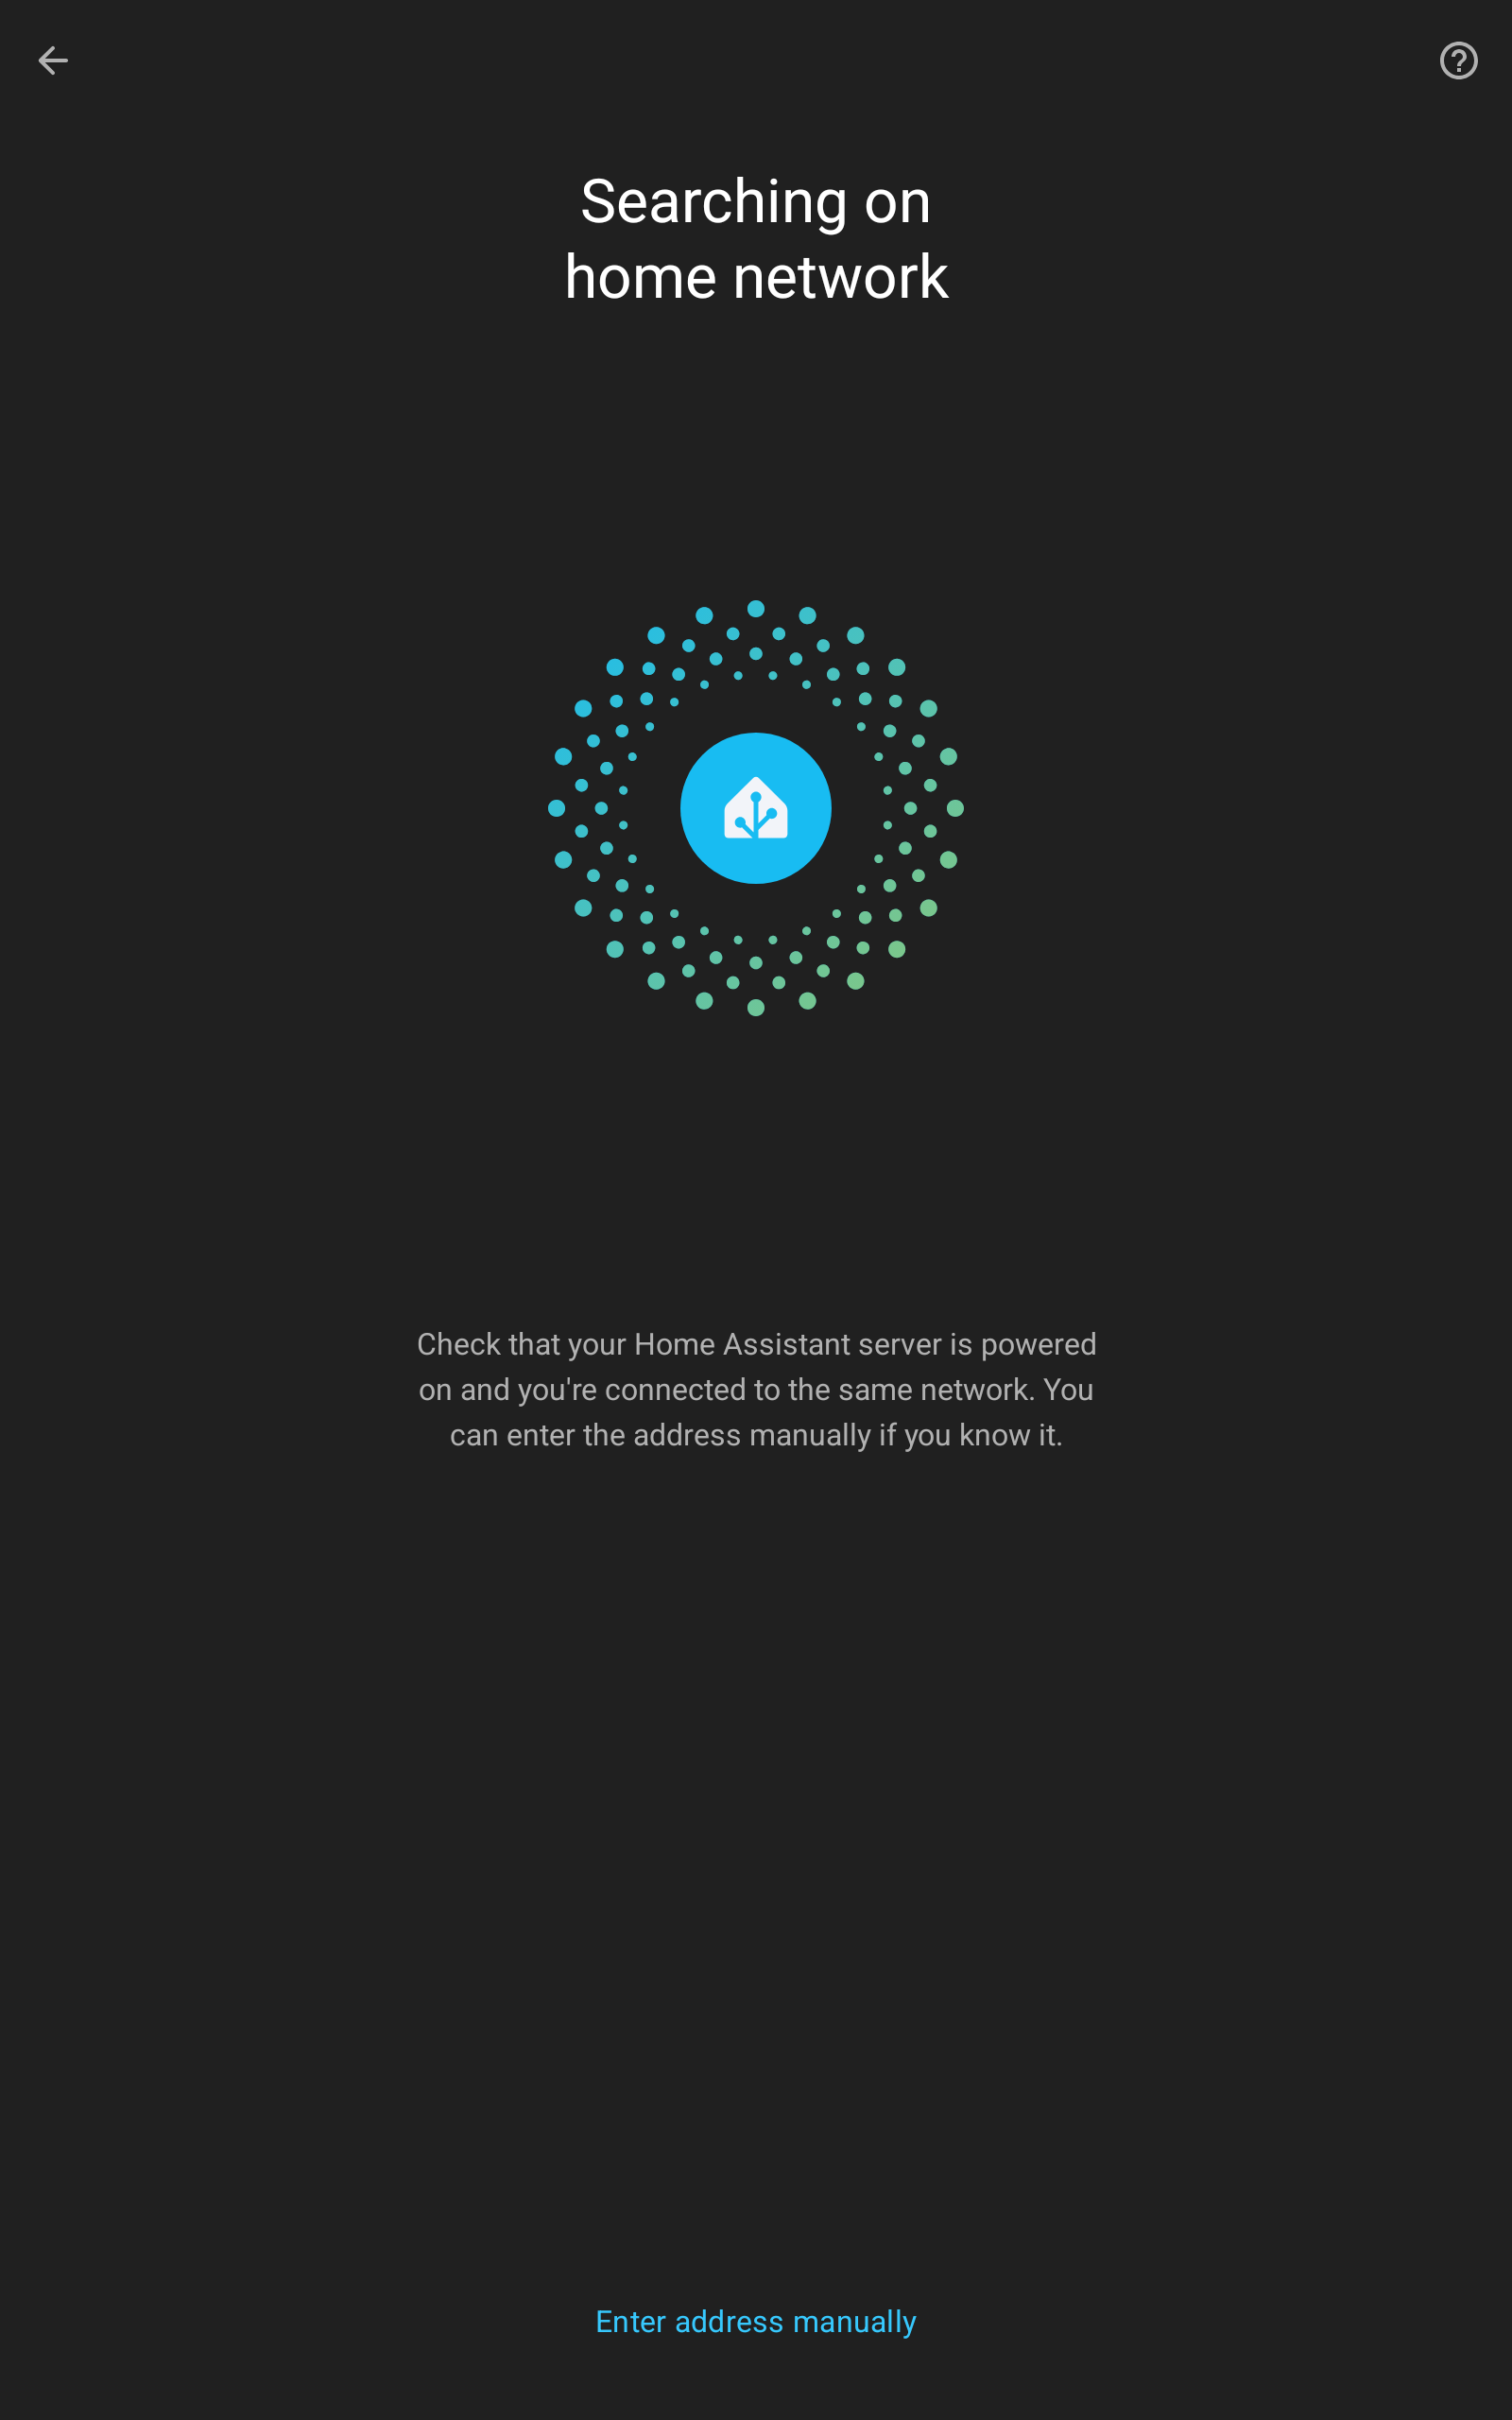 Searching on
home network
Check that your Home Assistant server is powered
on and you're connected to the same network. You
can enter the address manually if you know it.
Enter address manually